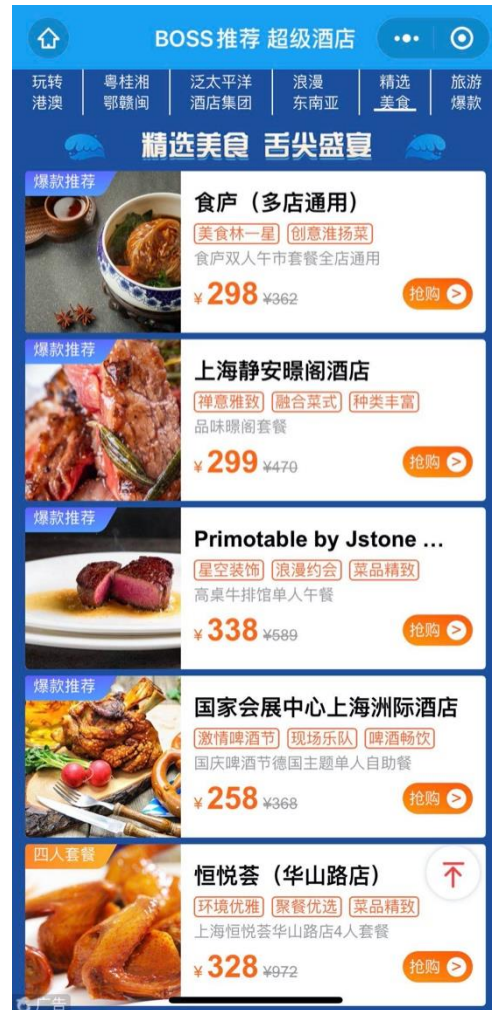 BOSS推荐 超级酒店
玩转 粤桂湘 泛太平洋 浪漫 精选 旅游
港澳 鄂赣闽 酒店集团 东南亚 美食 爆款
精选美食 舌尖盛宴
爆款推荐
食庐（多店通用）
美食林一星 创意淮扬菜
食庐双人午市套餐全店通用
¥298 ¥362
抢购 >
爆款推荐
上海静安暻阁酒店
禅意雅致 融合菜式 种类丰富
品味暻阁套餐
¥299 ¥470
抢购 >
爆款推荐
Primotable by Jstone ...
星空装饰 浪漫约会 菜品精致
高桌牛排馆单人午餐
¥338 ¥589
抢购 >
爆款推荐
国家会展中心上海洲际酒店
激情啤酒节 现场乐队 啤酒畅饮
国庆啤酒节德国主题单人自助餐
¥258 ¥368
抢购 >
四人套餐
恒悦荟（华山路店）
环境优雅 聚餐优选 菜品精致
上海恒悦荟华山路店4人套餐
¥328 ¥972
抢购 >
广告